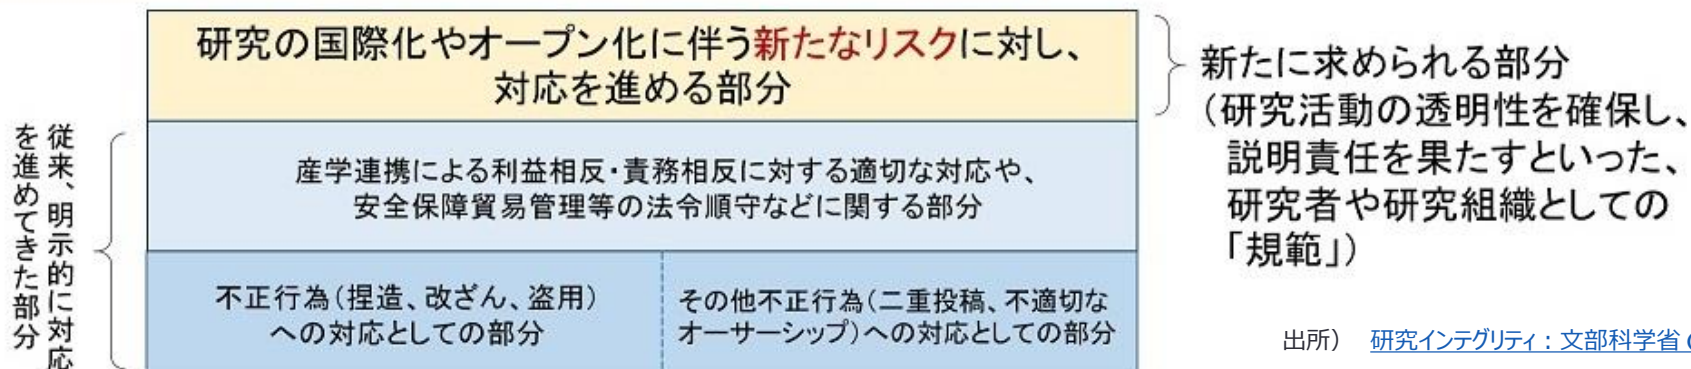 研究の国際化やオープン化に伴う新たなリスクに対し、
対応を進める部分
新たに求められる部分
（研究活動の透明性を確保し、
説明責任を果たすといった、
研究者や研究組織としての
「規範」）
従来、明示的に対応
を進めてきた部分
産学連携による利益相反・責務相反に対する適切な対応や、
安全保障貿易管理等の法令順守などに関する部分
不正行為（捏造、改ざん、盗用）
への対応としての部分
その他不正行為（二重投稿、不適切な
オーサーシップ）への対応としての部分
出所） 研究インテグリティ：文部科学省